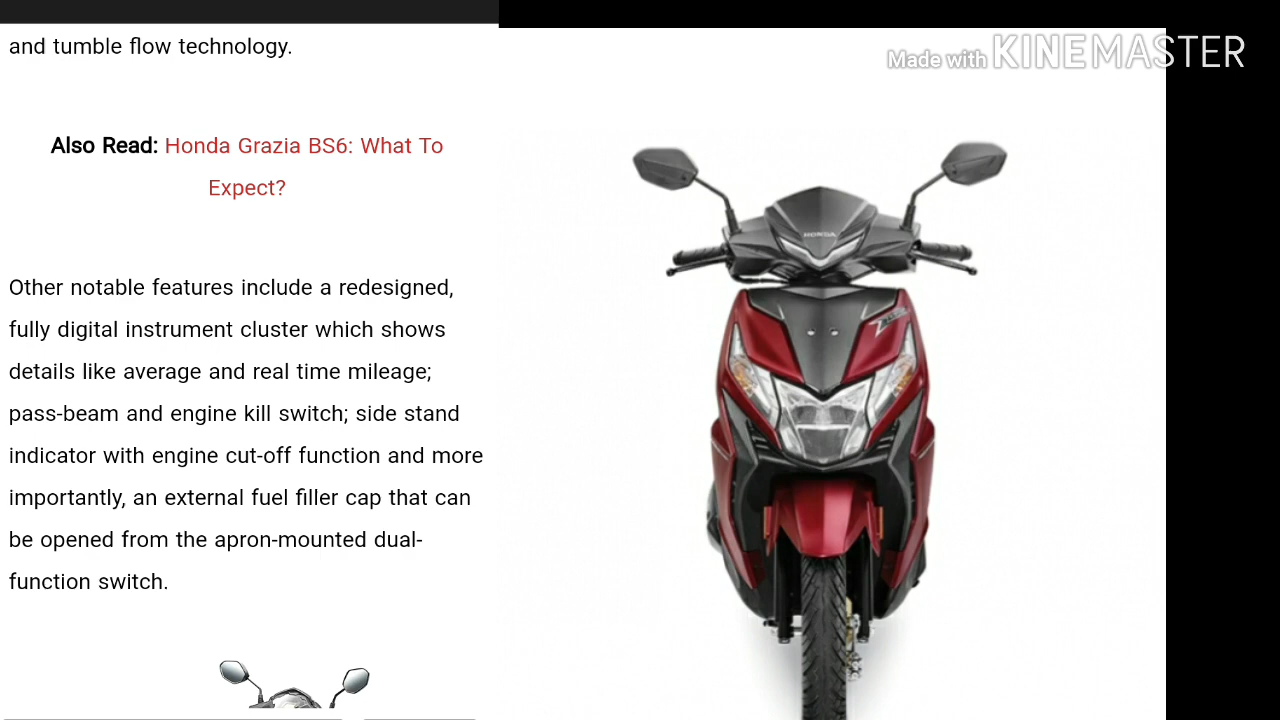 and tumble flow technology.
Made with KINEMASTER
Also Read: Honda Grazia BS6: What To
Expect?
HONDA
Other notable features include a redesigned,
fully digital instrument cluster which shows
details like average and real time mileage;
pass-beam and engine kill switch; side stand
indicator with engine cut-off function and more
importantly, an external fuel filler cap that can
be opened from the apron-mounted dual-
function switch.